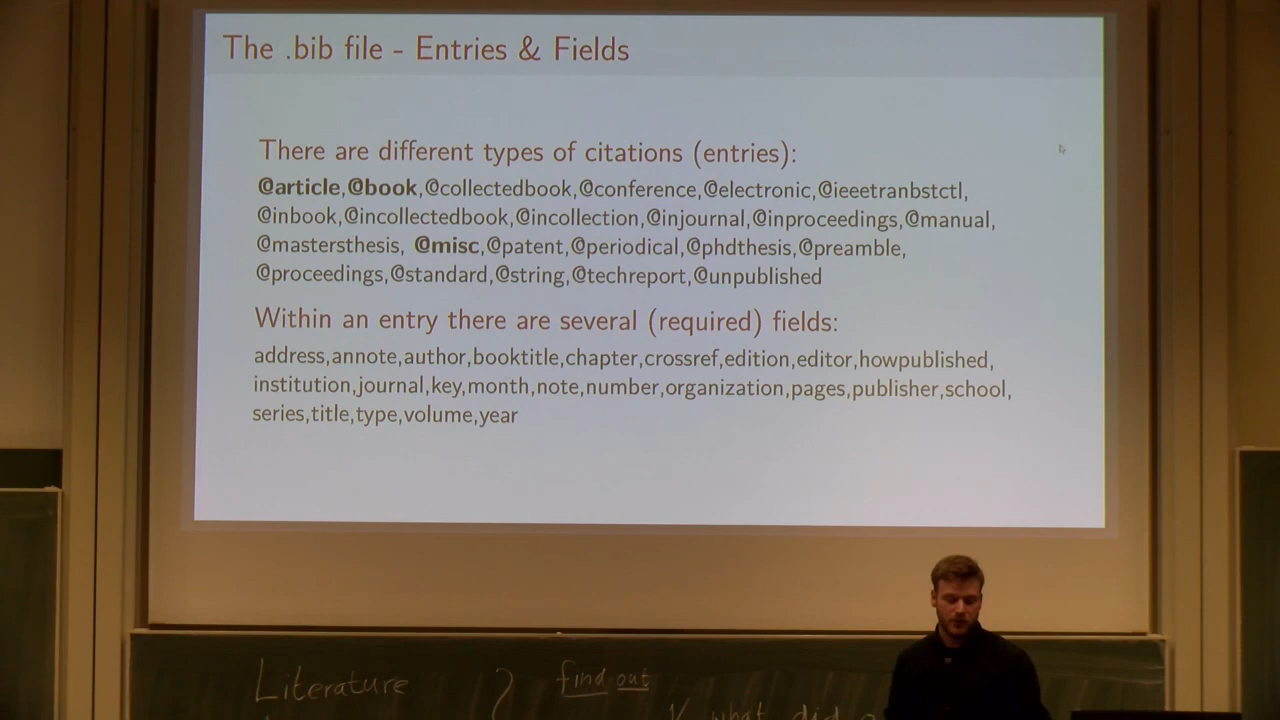 The .bib file - Entries & Fields
There are different types of citations (entries):
@article,@book,@collectedbook,@conference,@electronic,@ieeetranbstctl,
@inbook,@incollectedbook,@incollection,@injournal,@inproceedings,@manual,
@mastersthesis, @misc,@patent,@periodical,@phdthesis,@preamble,
@proceedings,@standard,@string,@techreport,@unpublished
Within an entry there are several (required) fields:
address,annote,author,booktitle,chapter,crossref,edition,editor,howpublished,
institution,journal,key,month,note,number,organization,pages,publisher,school,
series,title,type,volume,year
Literature
find out
what did